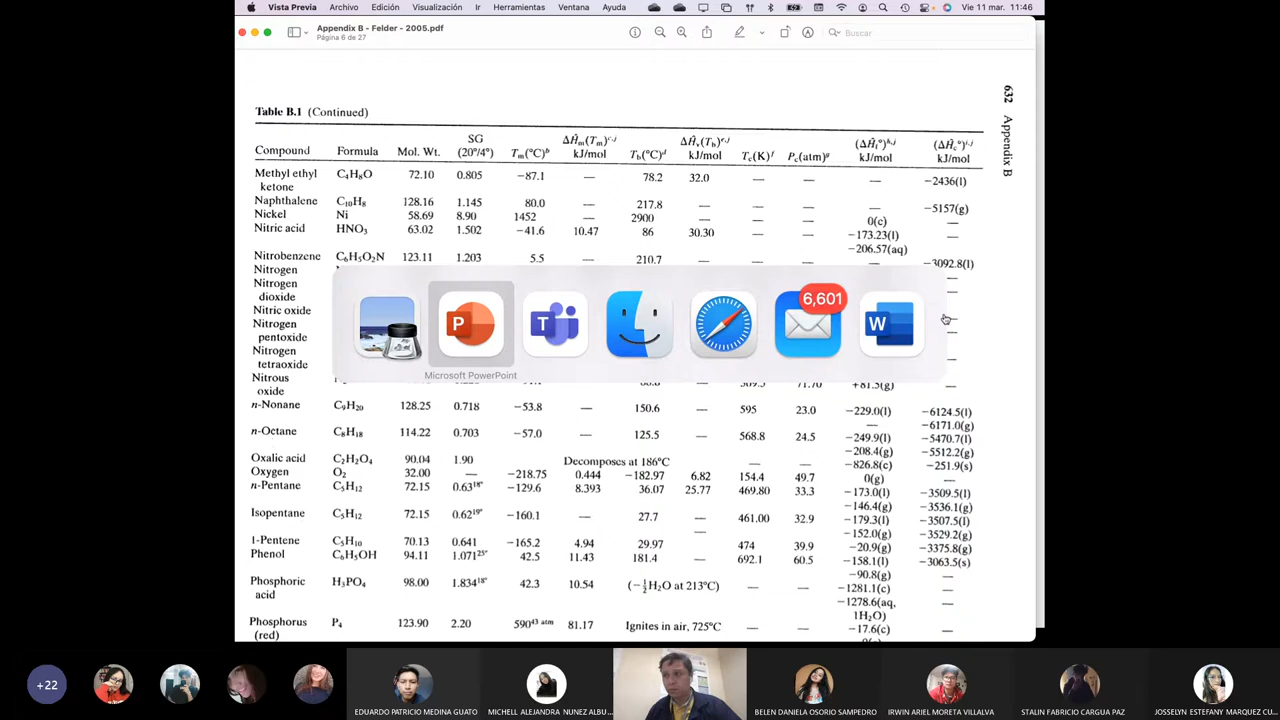 Vista Previa Archivo Edición Visualización Ir Herramientas Ventana Ayuda Vie 11 mar. 11:46
Appendix B - Felder - 2005.pdf
Página 6 de 27
Buscar
632 Appendix B
Table B.1 (Continued)
Compound Formula Mol. Wt. SG (20°/4°) Tm(°C)b ΔĤm(Tm)c,j kJ/mol Tb(°C)d ΔĤv(Tb)e,j kJ/mol Tc(K)f Pc(atm)g (ΔĤf°)h,j kJ/mol (ΔĤc°)i,j kJ/mol
Methyl ethyl ketone C4H8O 72.10 0.805 −87.1 — 78.2 32.0 — — — −2436(l)
Naphthalene C10H8 128.16 1.145 80.0 — 217.8 — — — — −5157(g)
Nickel Ni 58.69 8.90 1452 — 2900 — — — 0(c) —
Nitric acid HNO3 63.02 1.502 −41.6 10.47 86 30.30 — — −173.23(l) —
−206.57(aq)
Nitrobenzene C6H5O2N 123.11 1.203 5.5 — 210.7 — −3092.8(l)
Nitrogen
Nitrogen dioxide
Nitric oxide
Nitrogen pentoxide
Nitrogen tetraoxide
Nitrous oxide 71.70 +81.5(g) —
6,601
Microsoft PowerPoint
n-Nonane C9H20 128.25 0.718 −53.8 — 150.6 — 595 23.0 −229.0(l) −6124.5(l)
— −6171.0(g)
n-Octane C8H18 114.22 0.703 −57.0 — 125.5 — 568.8 24.5 −249.9(l) −5470.7(l)
−208.4(g) −5512.2(g)
Oxalic acid C2H2O4 90.04 1.90 Decomposes at 186°C — — −826.8(c) −251.9(s)
Oxygen O2 32.00 — −218.75 0.444 −182.97 6.82 154.4 49.7 0(g) —
n-Pentane C5H12 72.15 0.63 18° −129.6 8.393 36.07 25.77 469.80 33.3 −173.0(l) −3509.5(l)
−146.4(g) −3536.1(g)
Isopentane C5H12 72.15 0.62 19° −160.1 — 27.7 — 461.00 32.9 −179.3(l) −3507.5(l)
— −152.0(g) −3529.2(g)
1-Pentene C5H10 70.13 0.641 −165.2 4.94 29.97 — 474 39.9 −20.9(g) −3375.8(g)
Phenol C6H5OH 94.11 1.071 25° 42.5 11.43 181.4 — 692.1 60.5 −158.1(l) −3063.5(s)
−90.8(g) —
Phosphoric acid H3PO4 98.00 1.834 18° 42.3 10.54 (−½H2O at 213°C) — — −1281.1(c) —
−1278.6(aq, 1H2O) —
Phosphorus (red) P4 123.90 2.20 590 43 atm 81.17 Ignites in air, 725°C — — −17.6(c) —
+22
EDUARDO PATRICIO MEDINA GUATO
MICHELL ALEJANDRA NUNEZ ALBU...
BELEN DANIELA OSORIO SAMPEDRO
IRWIN ARIEL MORETA VILLALVA
STALIN FABRICIO CARGUA PAZ
JOSSELYN ESTEFANY MARQUEZ CU...